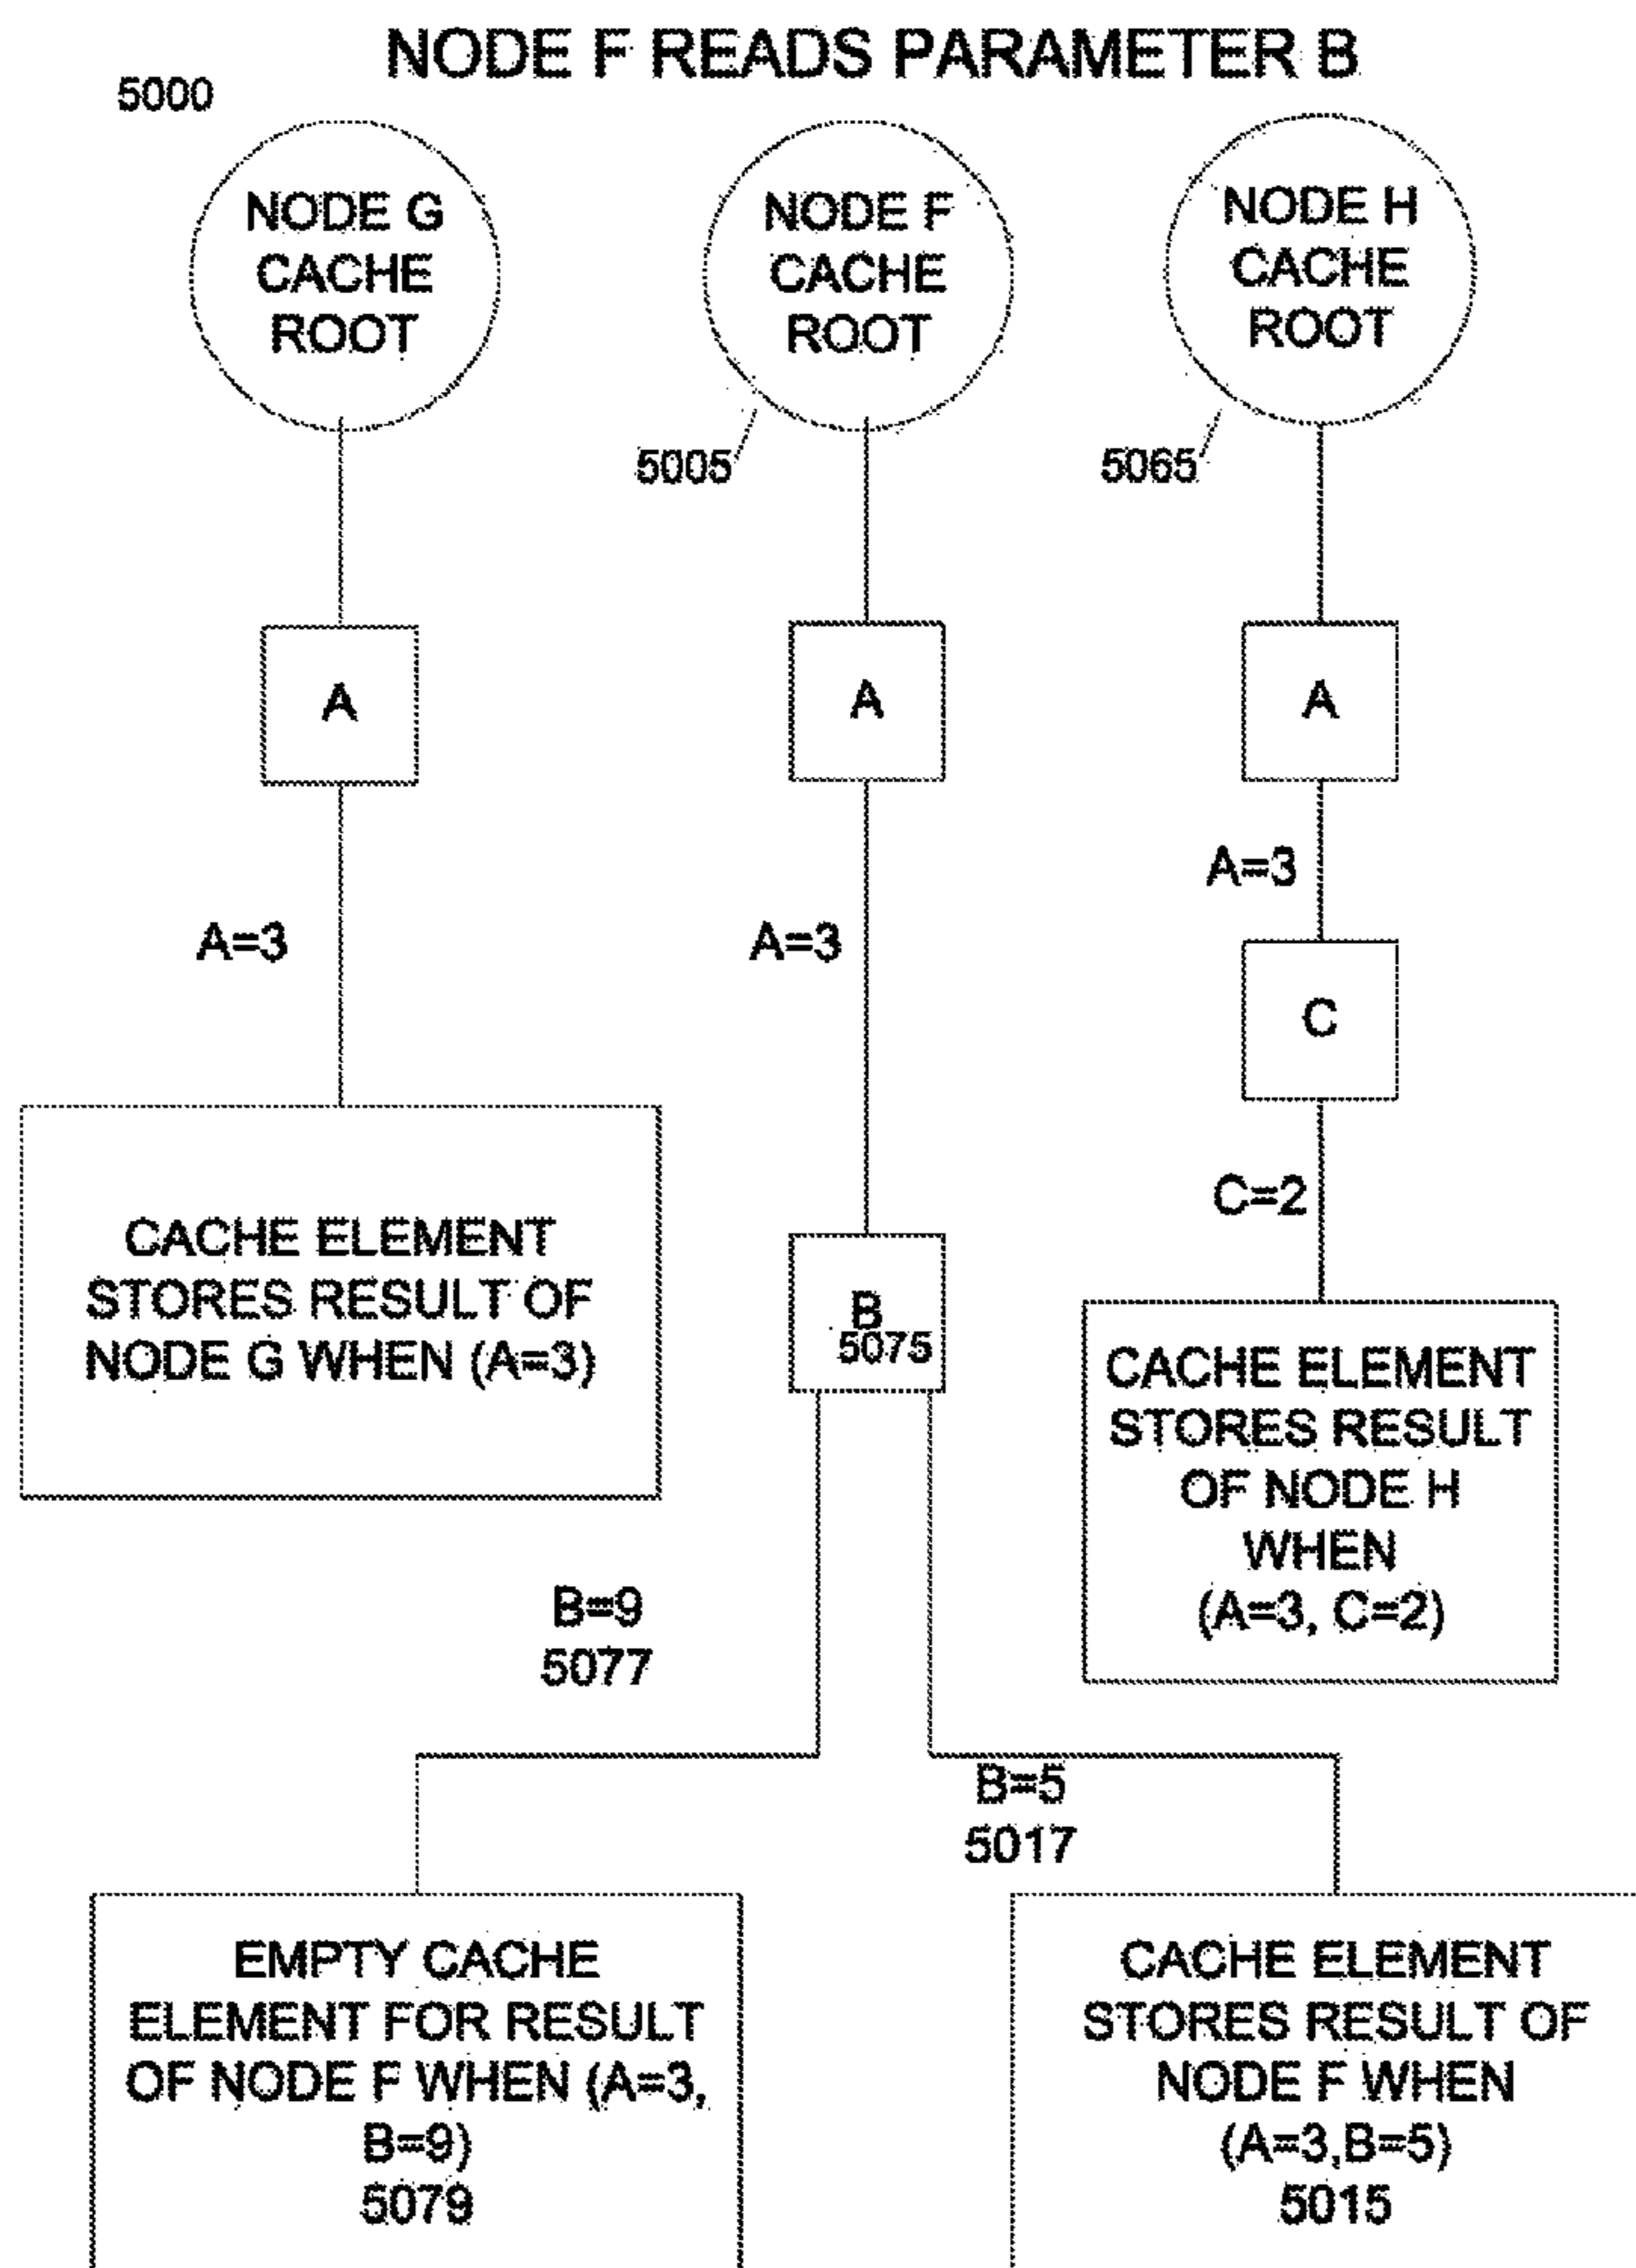 NODE F READS PARAMETER B
5000
NODE G
CACHE
ROOT
NODE F
CACHE
ROOT
NODE H
CACHE
ROOT
5005
5065
A
A
A
A=3
A=3
A=3
C
C=2
CACHE ELEMENT
STORES RESULT OF
NODE G WHEN (A=3)
B
5075
CACHE ELEMENT
STORES RESULT
OF NODE H
WHEN
(A=3, C=2)
B=9
5077
B=5
5017
EMPTY CACHE
ELEMENT FOR RESULT
OF NODE F WHEN (A=3,
B=9)
5079
CACHE ELEMENT
STORES RESULT OF
NODE F WHEN
(A=3,B=5)
5015